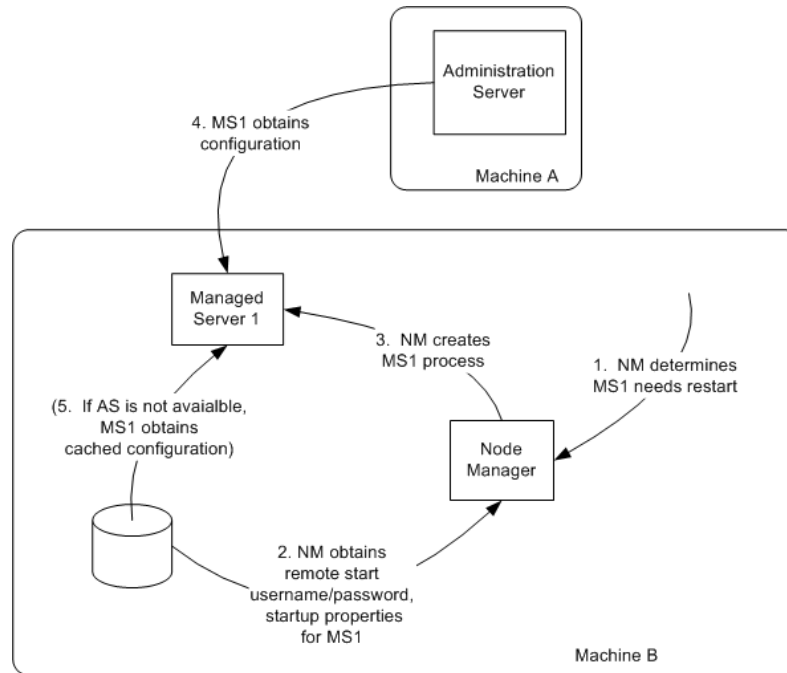 Administration
Server
Machine A
4. MS1 obtains
configuration
Managed
Server 1
3. NM creates
MS1 process
1. NM determines
MS1 needs restart
(5. If AS is not avaialble,
MS1 obtains
cached configuration)
Node
Manager
2. NM obtains
remote start
username/password,
startup properties
for MS1
Machine B